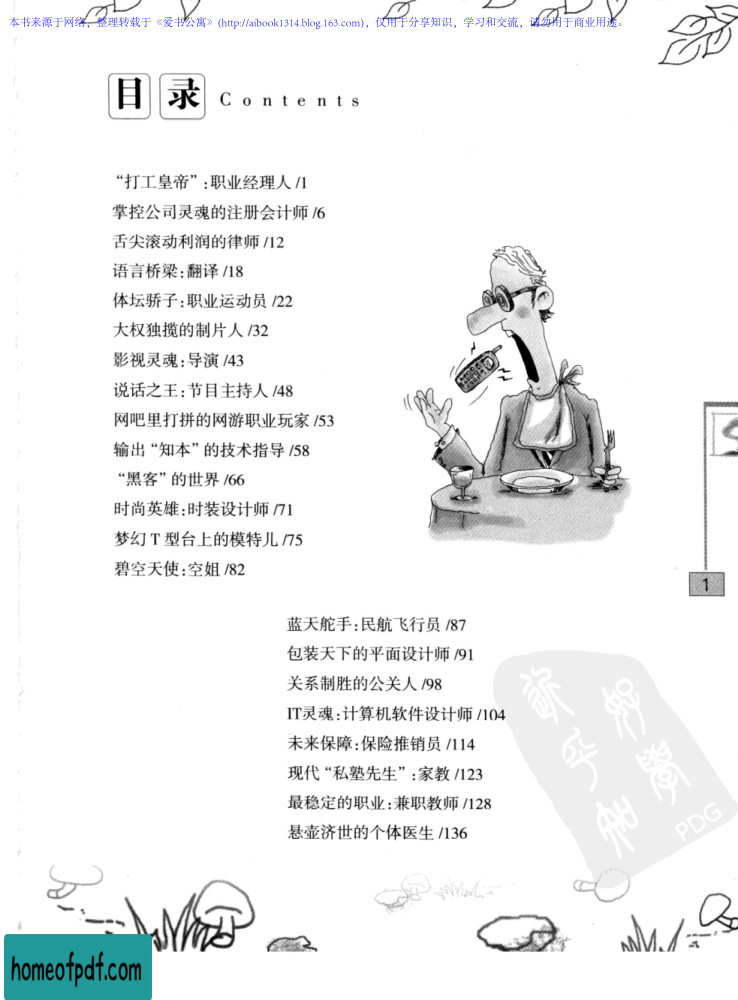 本书来源于网络，整理转载于《爱书公寓》(http://aibook1314.blog.163.com)，仅用于分享知识，学习和交流，请勿用于商业用途。
目录 Contents
“打工皇帝”:职业经理人 /1
掌控公司灵魂的注册会计师 /6
舌尖滚动利润的律师 /12
语言桥梁:翻译 /18
体坛骄子:职业运动员 /22
大权独揽的制片人 /32
影视灵魂:导演 /43
说话之王:节目主持人 /48
网吧里打拼的网游职业玩家 /53
输出“知本”的技术指导 /58
“黑客”的世界 /66
时尚英雄:时装设计师 /71
梦幻 T 型台上的模特儿 /75
碧空天使:空姐 /82
1
蓝天舵手:民航飞行员 /87
包装天下的平面设计师 /91
关系制胜的公关人 /98
IT灵魂:计算机软件设计师 /104
未来保障:保险推销员 /114
现代“私塾先生”:家教 /123
最稳定的职业:兼职教师 /128
悬壶济世的个体医生 /136
PDG
homeofpdf.com